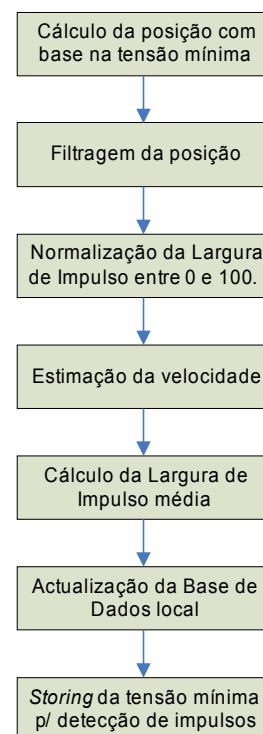 Cálculo da posição com
base na tensão mínima
Filtragem da posição
Normalização da Largura
de Impulso entre 0 e 100.
Estimação da velocidade
Cálculo da Largura de
Impulso média
Actualização da Base de
Dados local
Storing da tensão mínima
p/ detecção de impulsos